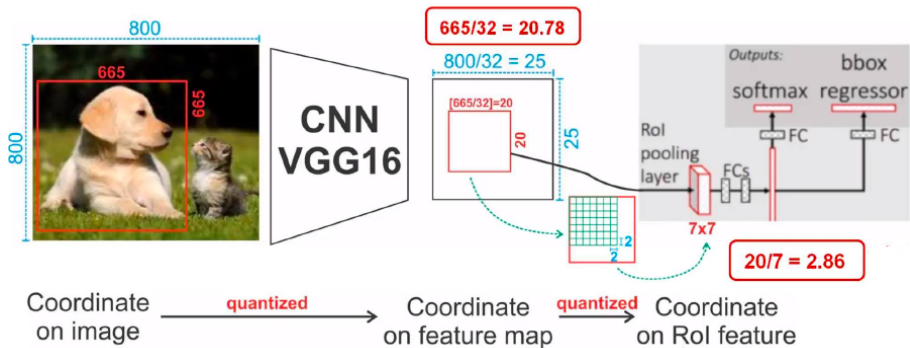 800
665/32 = 20.78
800/32 = 25
Outputs:
bbox
softmax regressor
665
665
800
CNN
VGG16
[665/32]=20
20
25
RoI
pooling
layer
FC
FC
FCs
7x7
2
2
20/7 = 2.86
Coordinate
on image
quantized
Coordinate
on feature map
quantized
Coordinate
on RoI feature